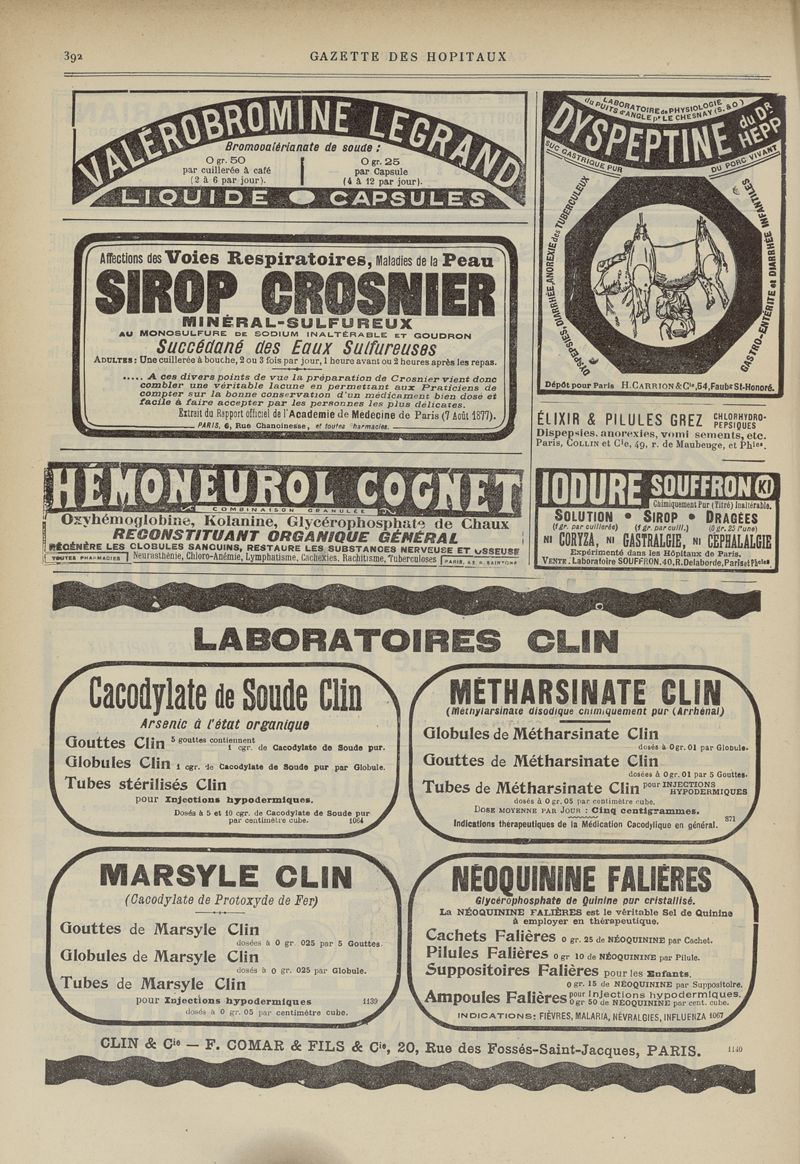 392
GAZETTE DES HOPITAUX
VALÉROBROMINE LEGRAND
Bromovalérianate de soude :
0 gr. 50
par cuillerée à café
(2 à 6 par jour).
0 gr. 25
par Capsule
(4 à 12 par jour).
LIQUIDE CAPSULES
LABORATOIRE de PHYSIOLOGIE
du PUITS d'ANGLE pr LE CHESNAY (S. & O)
DYSPEPTINE du Dr HEPP
SUC GASTRIQUE PUR
DU PORC VIVANT
DYSPEPSIES, DIARRHÉE, ANOREXIE des TUBERCULEUX
GASTRO-ENTÉRITE et DIARRHÉE INFANTILES
Dépôt pour Paris H. CARRION & Cie, 54, Faubg St-Honoré.
Affections des Voies Respiratoires, Maladies de la Peau
SIROP CROSNIER
MINÉRAL-SULFUREUX
AU MONOSULFURE DE SODIUM INALTÉRABLE ET GOUDRON
Succédané des Eaux Sulfureuses
ADULTES : Une cuillerée à bouche, 2 ou 3 fois par jour, 1 heure avant ou 2 heures après les repas.
..... A ces divers points de vue la préparation de Crosnier vient donc
combler une véritable lacune en permettant aux Praticiens de
compter sur la bonne conservation d'un médicament bien dosé et
facile à faire accepter par les personnes les plus délicates.
Extrait du Rapport officiel de l'Academie de Médecine de Paris (7 Août 1877).
PARIS, 6, Rue Chanoinesse, et toutes Pharmacies.
ÉLIXIR & PILULES GREZ CHLORHYDRO-PEPSIQUES
Dispepsies, anorexies, vomissements, etc.
Paris, COLLIN et Cie, 49, r. de Maubeuge, et Phies.
HÉMONEUROL COGNET
COMBINAISON GRANULÉE
Oxyhémoglobine, Kolanine, Glycérophosphate de Chaux
RECONSTITUANT ORGANIQUE GÉNÉRAL
RÉGÉNÈRE LES GLOBULES SANGUINS, RESTAURE LES SUBSTANCES NERVEUSE ET OSSEUSE
TOUTES PHARMACIES Neurasthénie, Chloro-Anémie, Lymphatisme, Cachexies, Rachitisme, Tuberculoses PARIS, 43 R. SAINTONGE
IODURE SOUFFRON
Chimiquement Pur (Titré) Inaltérable.
SOLUTION • SIROP • DRAGÉES
(1 gr. par cuillerée) (1 gr. par cuill.) (0 gr. 25 l'une)
NI CORYZA, NI GASTRALGIE, NI CEPHALALGIE
Expérimenté dans les Hôpitaux de Paris.
VENTE. Laboratoire SOUFFRON, 40, R. Delaborde, Paris et Phcies
LABORATOIRES CLIN
Cacodylate de Soude Clin
Arsenic à l'état organique
Gouttes Clin 5 gouttes contiennent
1 cgr. de Cacodylate de Soude pur.
Globules Clin 1 cgr. de Cacodylate de Soude pur par Globule.
Tubes stérilisés Clin
pour Injections hypodermiques.
Dosés à 5 et 10 cgr. de Cacodylate de Soude pur
par centimètre cube. 1064
MÉTHARSINATE CLIN
(Méthylarsinate disodique chimiquement pur (Arrhénal)
Globules de Métharsinate Clin
dosés à 0 gr. 01 par Globule.
Gouttes de Métharsinate Clin
dosées à 0 gr. 01 par 5 Gouttes.
Tubes de Métharsinate Clin pour INJECTIONS HYPODERMIQUES
dosés à 0 gr. 05 par centimètre cube.
DOSE MOYENNE PAR JOUR : Cinq centigrammes.
Indications thérapeutiques de la Médication Cacodylique en général. 871
MARSYLE CLIN
(Cacodylate de Protoxyde de Fer)
Gouttes de Marsyle Clin
dosées à 0 gr. 025 par 5 Gouttes.
Globules de Marsyle Clin
dosés à 0 gr. 025 par Globule.
Tubes de Marsyle Clin
pour Injections hypodermiques 1139
dosés à 0 gr. 05 par centimètre cube.
NÉOQUININE FALIÈRES
Glycérophosphate de Quinine pur cristallisé.
LA NÉOQUININE FALIÈRES est le véritable Sel de Quinine
à employer en thérapeutique.
Cachets Falières 0 gr. 25 de NÉOQUININE par Cachet.
Pilules Falières 0 gr 10 de NÉOQUININE par Pilule.
Suppositoires Falières pour les Enfants.
0 gr. 15 de NÉOQUININE par Suppositoire.
Ampoules Falières pour Injections hypodermiques.
0 gr 50 de NÉOQUININE par cent. cube.
INDICATIONS : FIÈVRES, MALARIA, NÉVRALGIES, INFLUENZA 1067
CLIN & Cie — F. COMAR & FILS & Cie, 20, Rue des Fossés-Saint-Jacques, PARIS. 1140